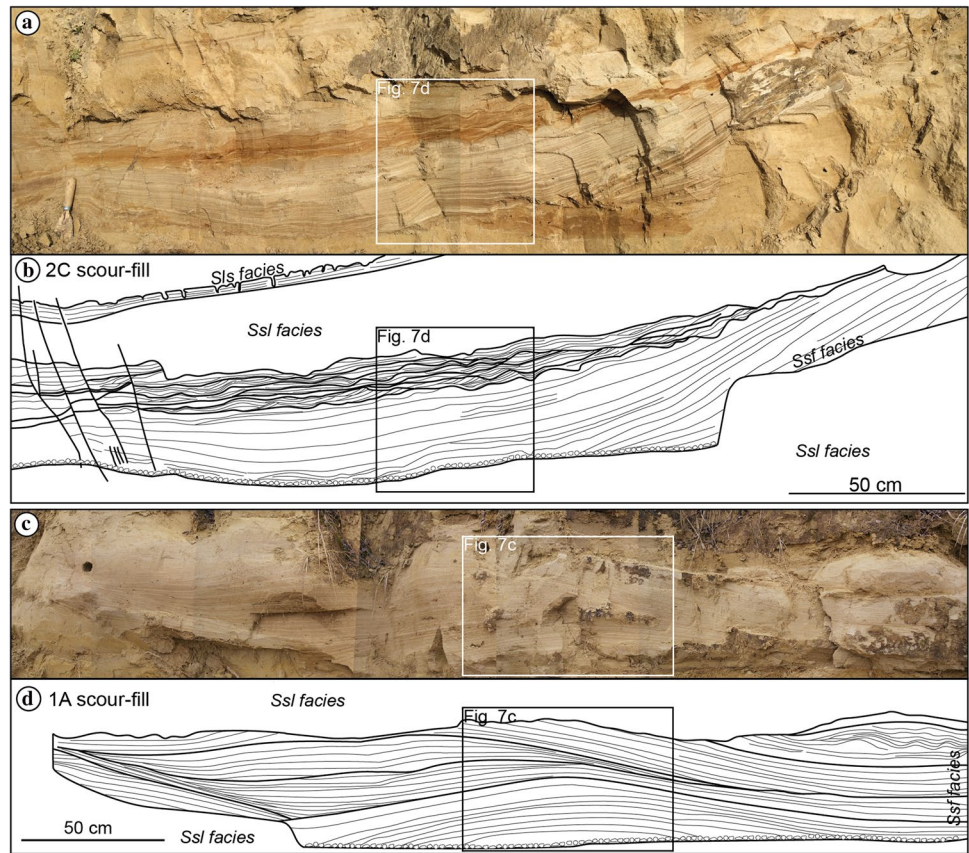 a
Fig. 7d
b 2C scour-fill
Sls facies
Ssl facies
Fig. 7d
Ssf facies
Ssl facies
50 cm
c
Fig. 7c
d 1A scour-fill
Ssl facies
Fig. 7c
Ssf facies
50 cm
Ssl facies